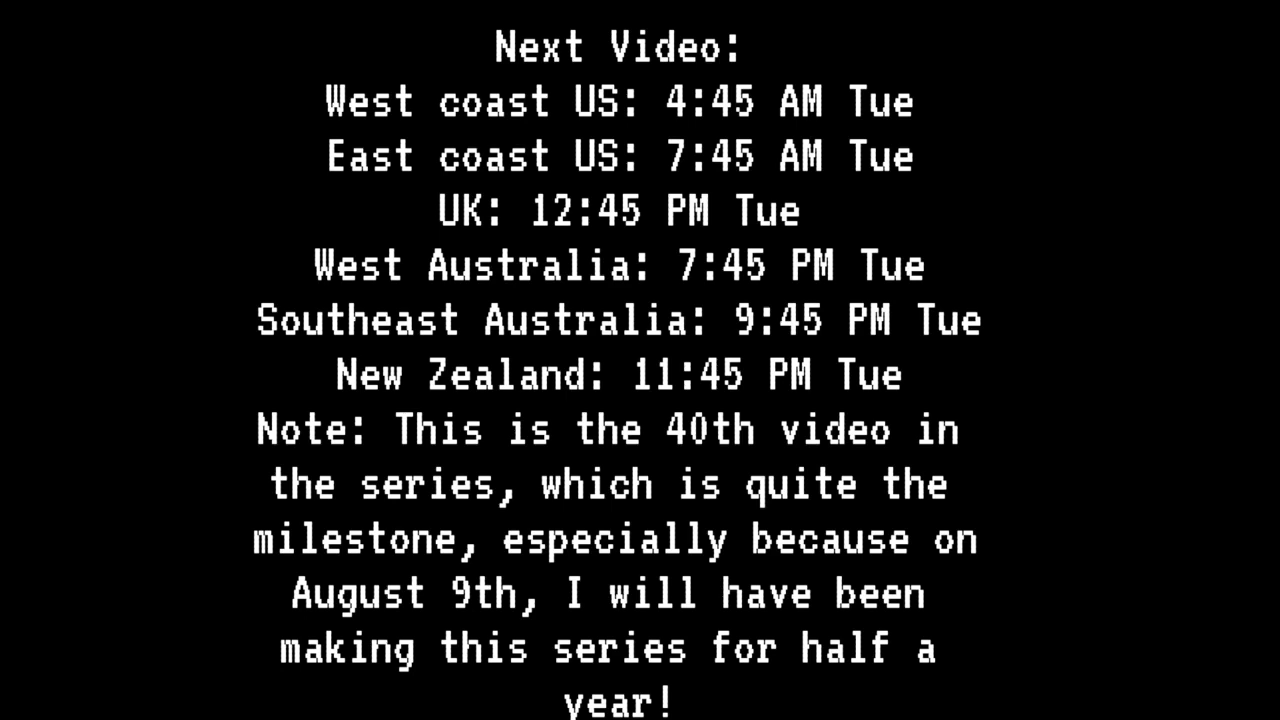 Next Video:
West coast US: 4:45 AM Tue
East coast US: 7:45 AM Tue
UK: 12:45 PM Tue
West Australia: 7:45 PM Tue
Southeast Australia: 9:45 PM Tue
New Zealand: 11:45 PM Tue
Note: This is the 40th video in
the series, which is quite the
milestone, especially because on
August 9th, I will have been
making this series for half a
year!